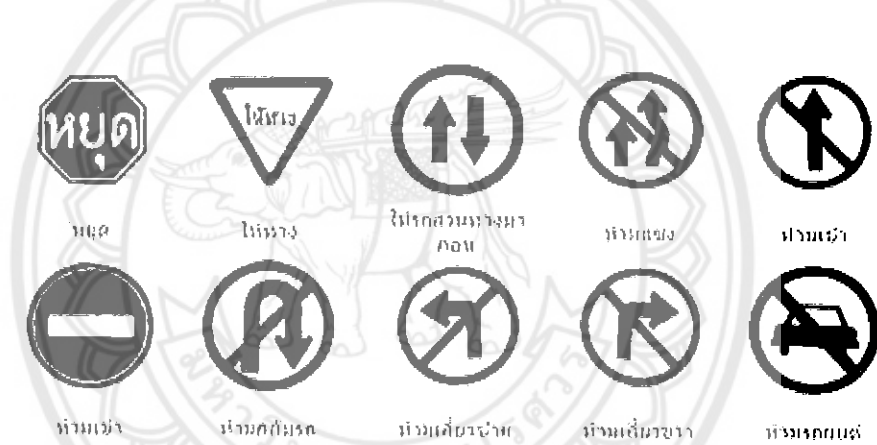 หยุด
ให้ทาง
หยุด
ให้ทาง
ให้รถสวนทางมา
ก่อน
ห้ามแซง
ห้ามเข้า
ห้ามเข้า
ห้ามกลับรถ
ห้ามเลี้ยวซ้าย
ห้ามเลี้ยวขวา
ห้ามรถยนต์